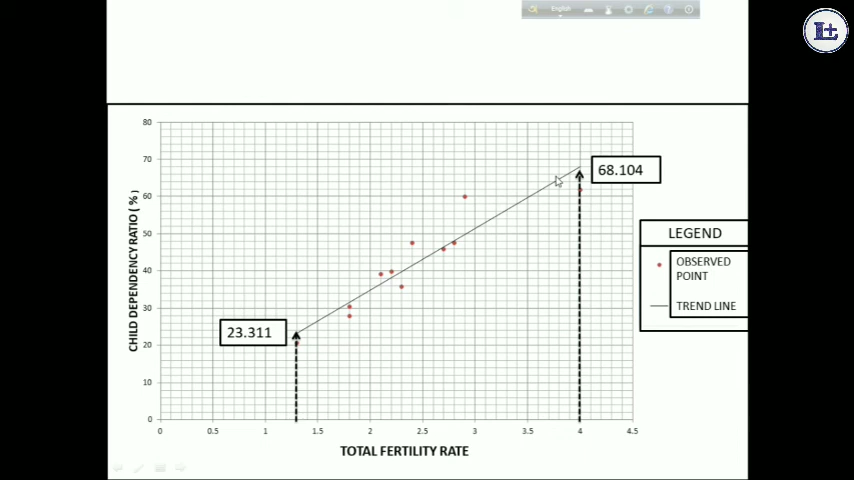 English
Lt
80
70
68.104
60
50
LEGEND
OBSERVED
POINT
40
30
TREND LINE
23.311
20
10
0
CHILD DEPENDENCY RATIO ( %)
0 0.5 1 1.5 2 2.5 3 3.5 4 4.5
TOTAL FERTILITY RATE